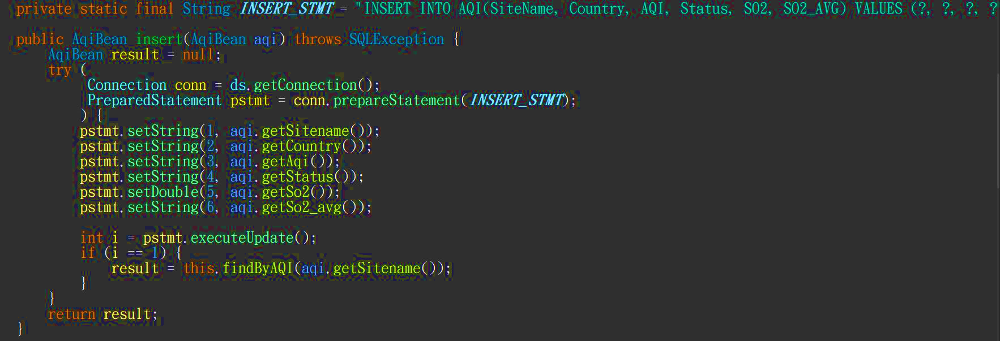 private static final String INSERT_STMT = "INSERT INTO AQI(SiteName, Country, AQI, Status, SO2, SO2_AVG) VALUES (?, ?, ?, ?
public AqiBean insert(AqiBean aqi) throws SQLException {
AqiBean result = null;
try (
Connection conn = ds.getConnection();
PreparedStatement pstmt = conn.prepareStatement(INSERT_STMT);
) {
pstmt.setString(1, aqi.getSitename());
pstmt.setString(2, aqi.getCountry());
pstmt.setString(3, aqi.getAqi());
pstmt.setString(4, aqi.getStatus());
pstmt.setDouble(5, aqi.getSo2());
pstmt.setString(6, aqi.getSo2_avg());
int i = pstmt.executeUpdate();
if (i == 1) {
result = this.findByAQI(aqi.getSitename());
}
}
return result;
}